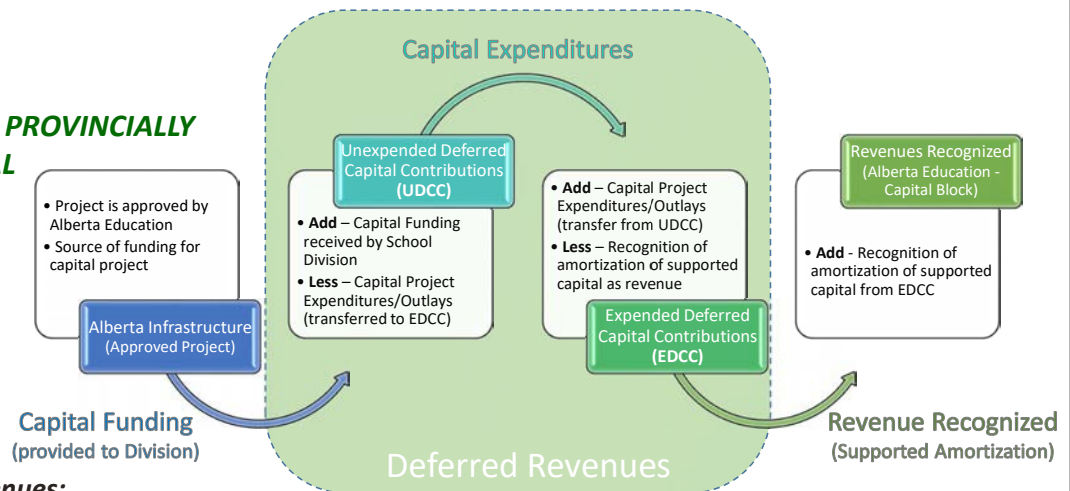 Capital Expenditures
PROVINCIALLY
Unexpended Deferred
Capital Contributions
(UDCC)
Revenues Recognized
(Alberta Education -
Capital Block)
• Project is approved by
Alberta Education
• Source of funding for
capital project
Alberta Infrastructure
(Approved Project)
• Add – Capital Funding
received by School
Division
• Less – Capital Project
Expenditures/Outlays
(transferred to EDCC)
• Add – Capital Project
Expenditures/Outlays
(transfer from UDCC)
• Less – Recognition of
amortization of supported
capital as revenue
Expended Deferred
Capital Contributions
(EDCC)
• Add - Recognition of
amortization of supported
capital from EDCC
Capital Funding
(provided to Division)
Revenue Recognized
(Supported Amortization)
Deferred Revenues